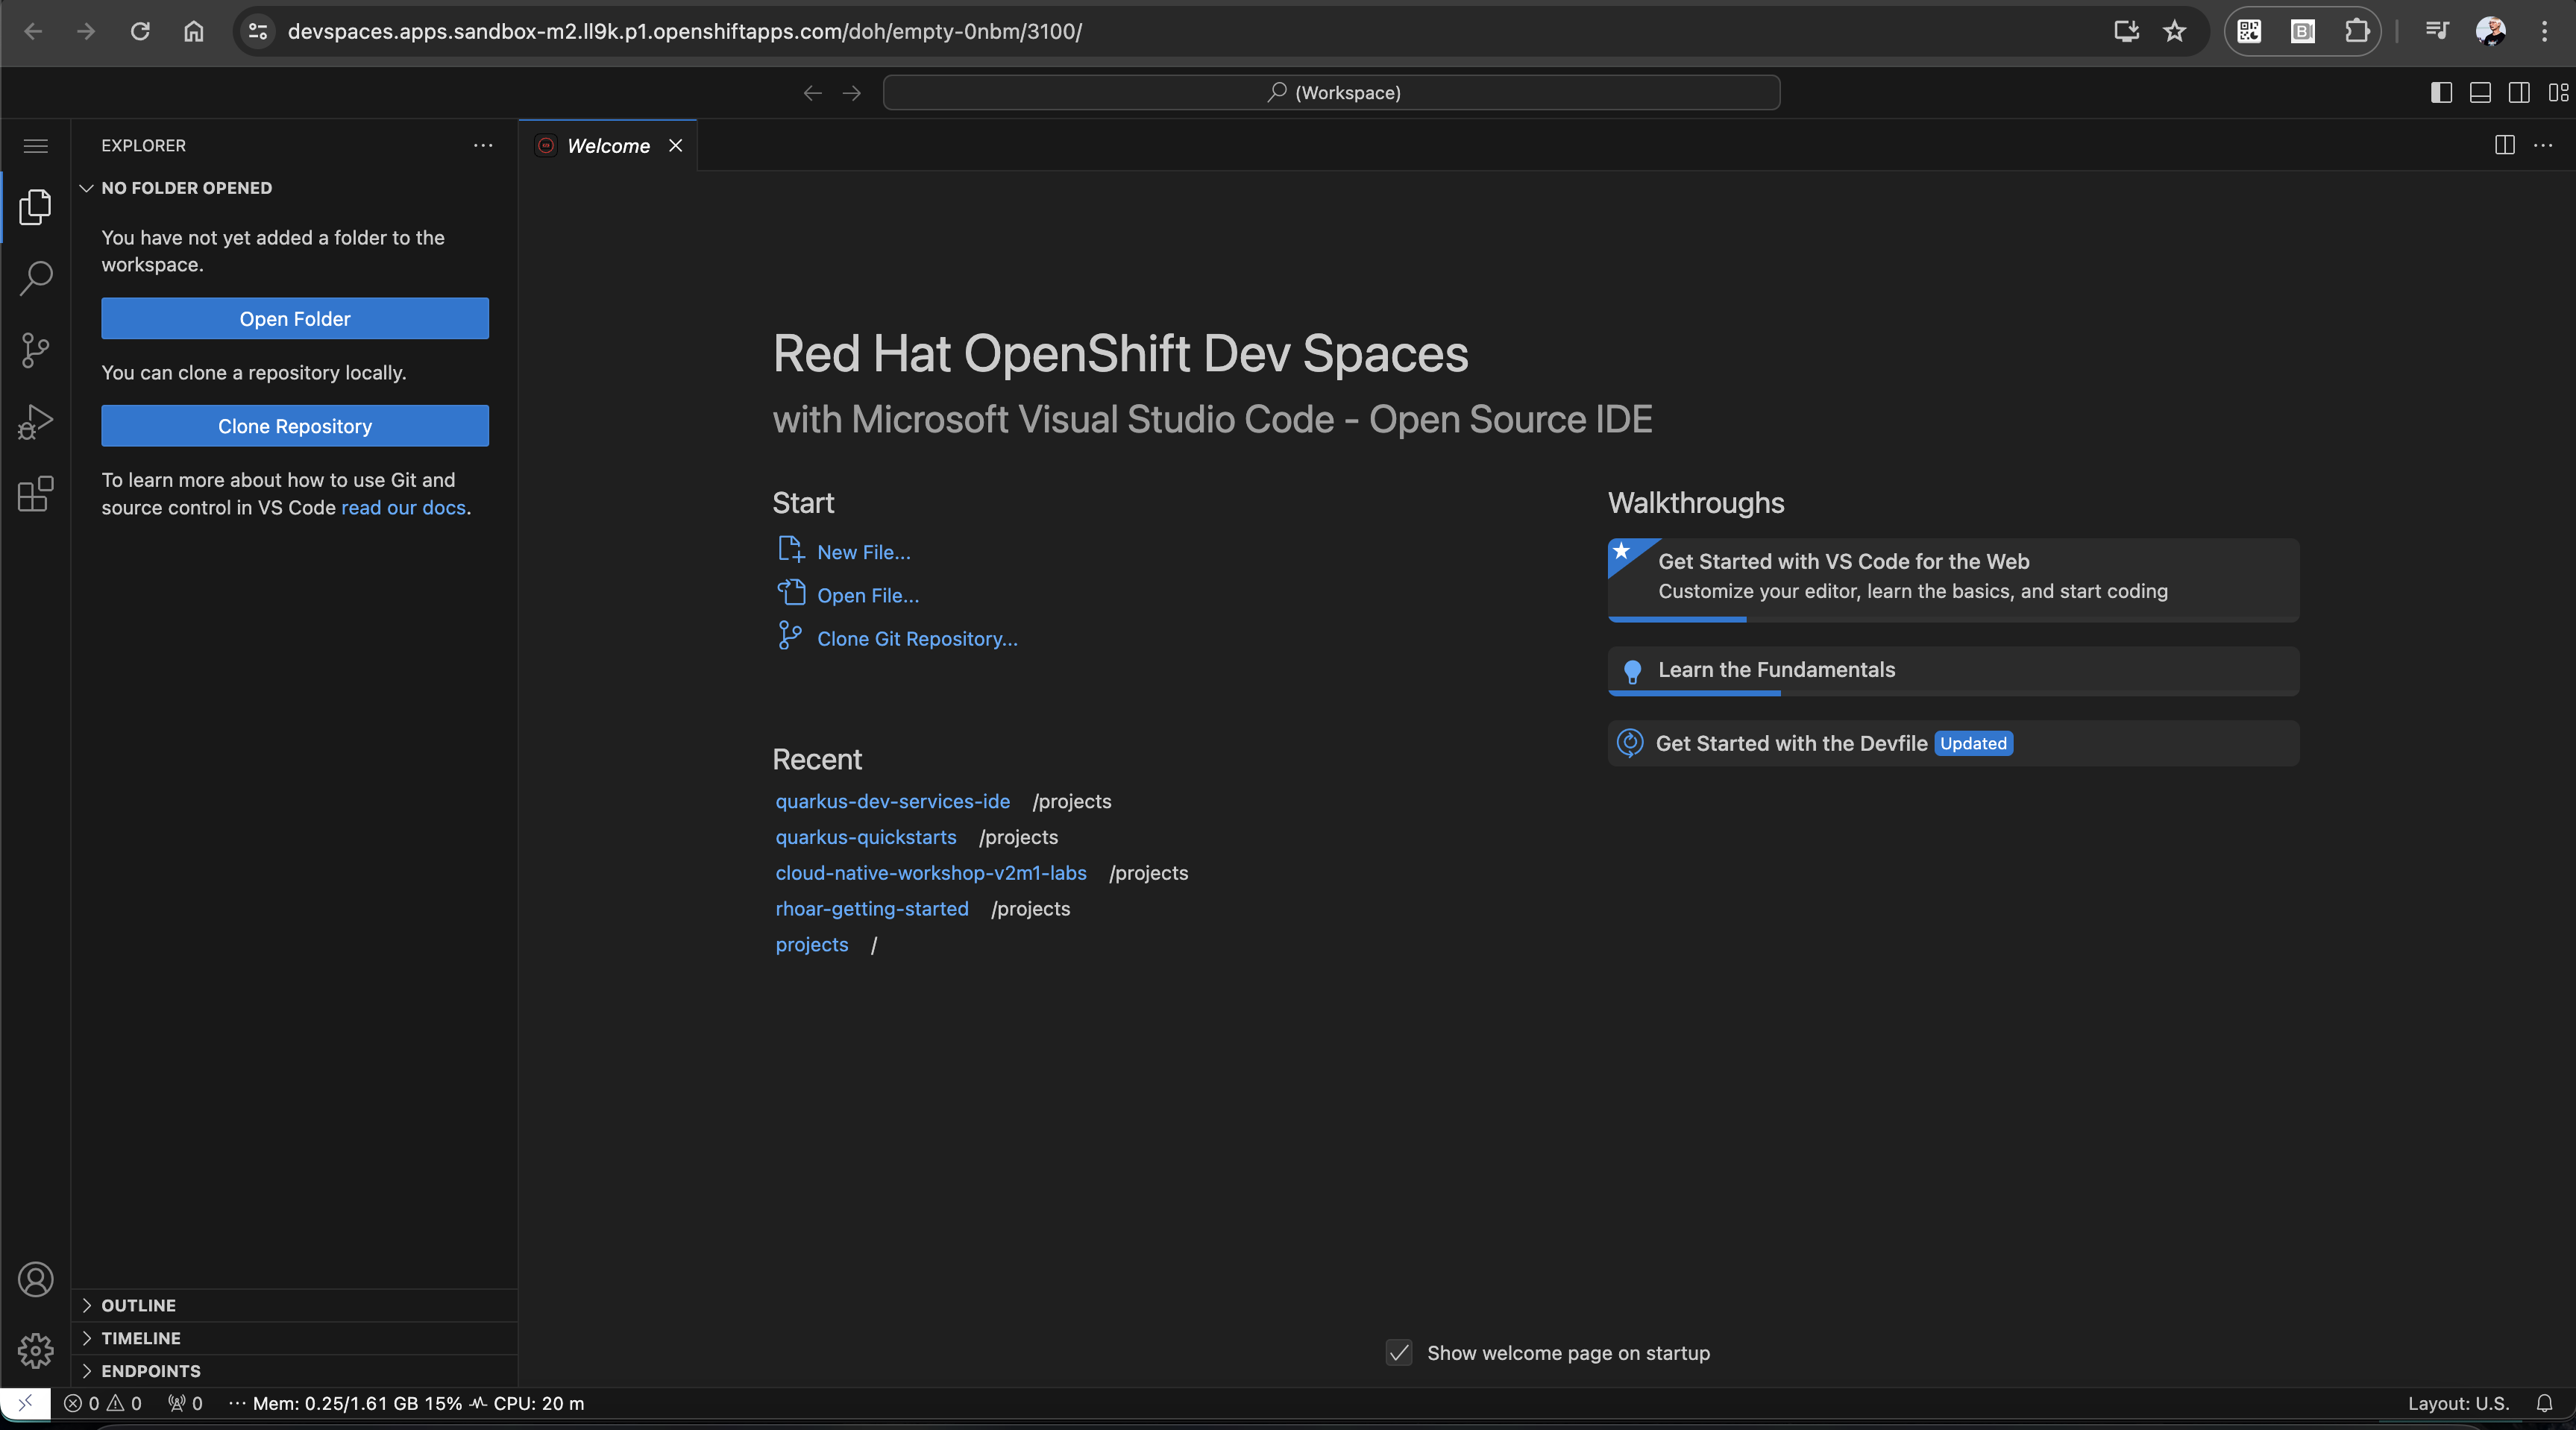 devspaces.apps.sandbox-m2.ll9k.p1.openshiftapps.com/doh/empty-0nbm/3100/
(Workspace)
EXPLORER
Welcome
NO FOLDER OPENED
You have not yet added a folder to the
workspace.
Open Folder
You can clone a repository locally.
Clone Repository
To learn more about how to use Git and
source control in VS Code read our docs.
Red Hat OpenShift Dev Spaces
with Microsoft Visual Studio Code - Open Source IDE
Start
New File...
Open File...
Clone Git Repository...
Recent
quarkus-dev-services-ide /projects
quarkus-quickstarts /projects
cloud-native-workshop-v2m1-labs /projects
rhoar-getting-started /projects
projects /
Walkthroughs
Get Started with VS Code for the Web
Customize your editor, learn the basics, and start coding
Learn the Fundamentals
Get Started with the Devfile Updated
Show welcome page on startup
OUTLINE
TIMELINE
ENDPOINTS
0 0 0 ··· Mem: 0.25/1.61 GB 15% CPU: 20 m
Layout: U.S.